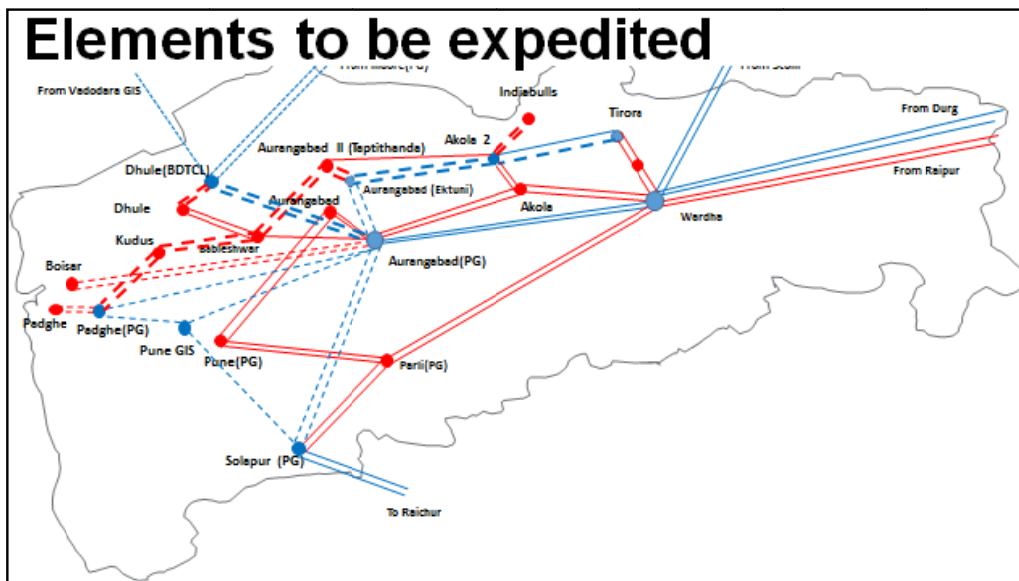 Elements to be expedited
From Vadodara GIS
Indiabulls
Tirora
From Durg
Akola 2
Aurangabad II (Taptithanda)
Dhule(BDTCL)
From Raipur
Aurangabad (Ektuni)
Aurangabad
Dhule
Akola
Wardha
Kudus
Bableshwar
Boisar
Aurangabad(PG)
Padghe
Padghe(PG)
Pune GIS
Pune(PG)
Parli(PG)
Solapur (PG)
To Raichur